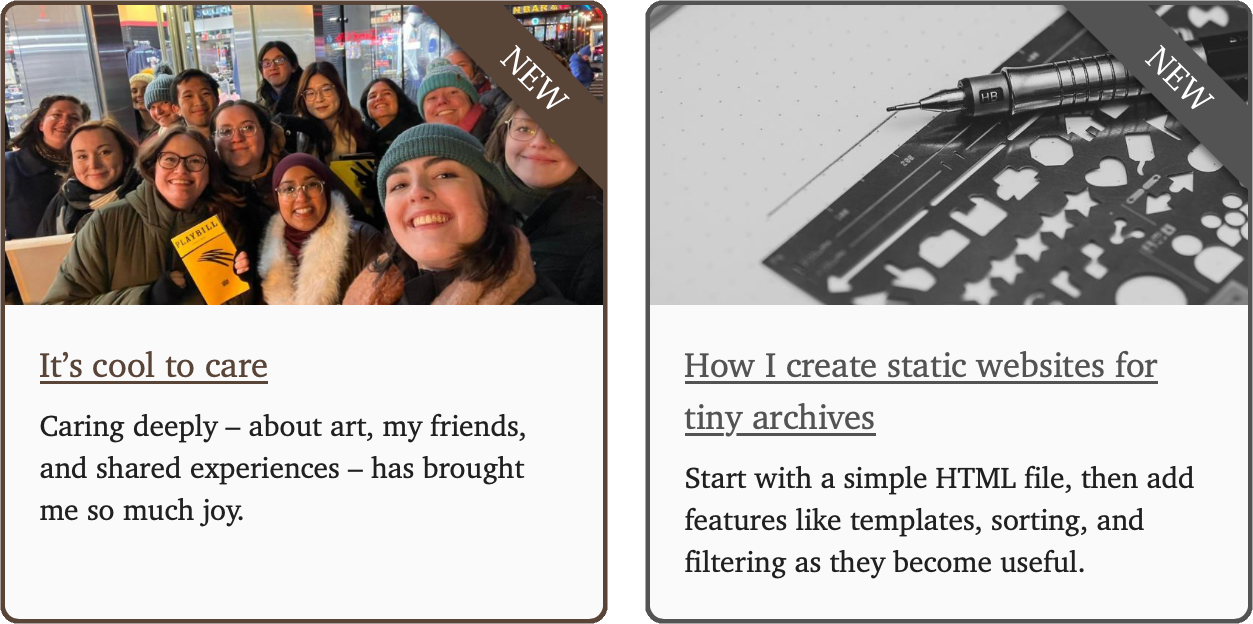 NEW
PLAYBILL
It’s cool to care
Caring deeply – about art, my friends,
and shared experiences – has brought
me so much joy.
NEW
HB
How I create static websites for
tiny archives
Start with a simple HTML file, then add
features like templates, sorting, and
filtering as they become useful.